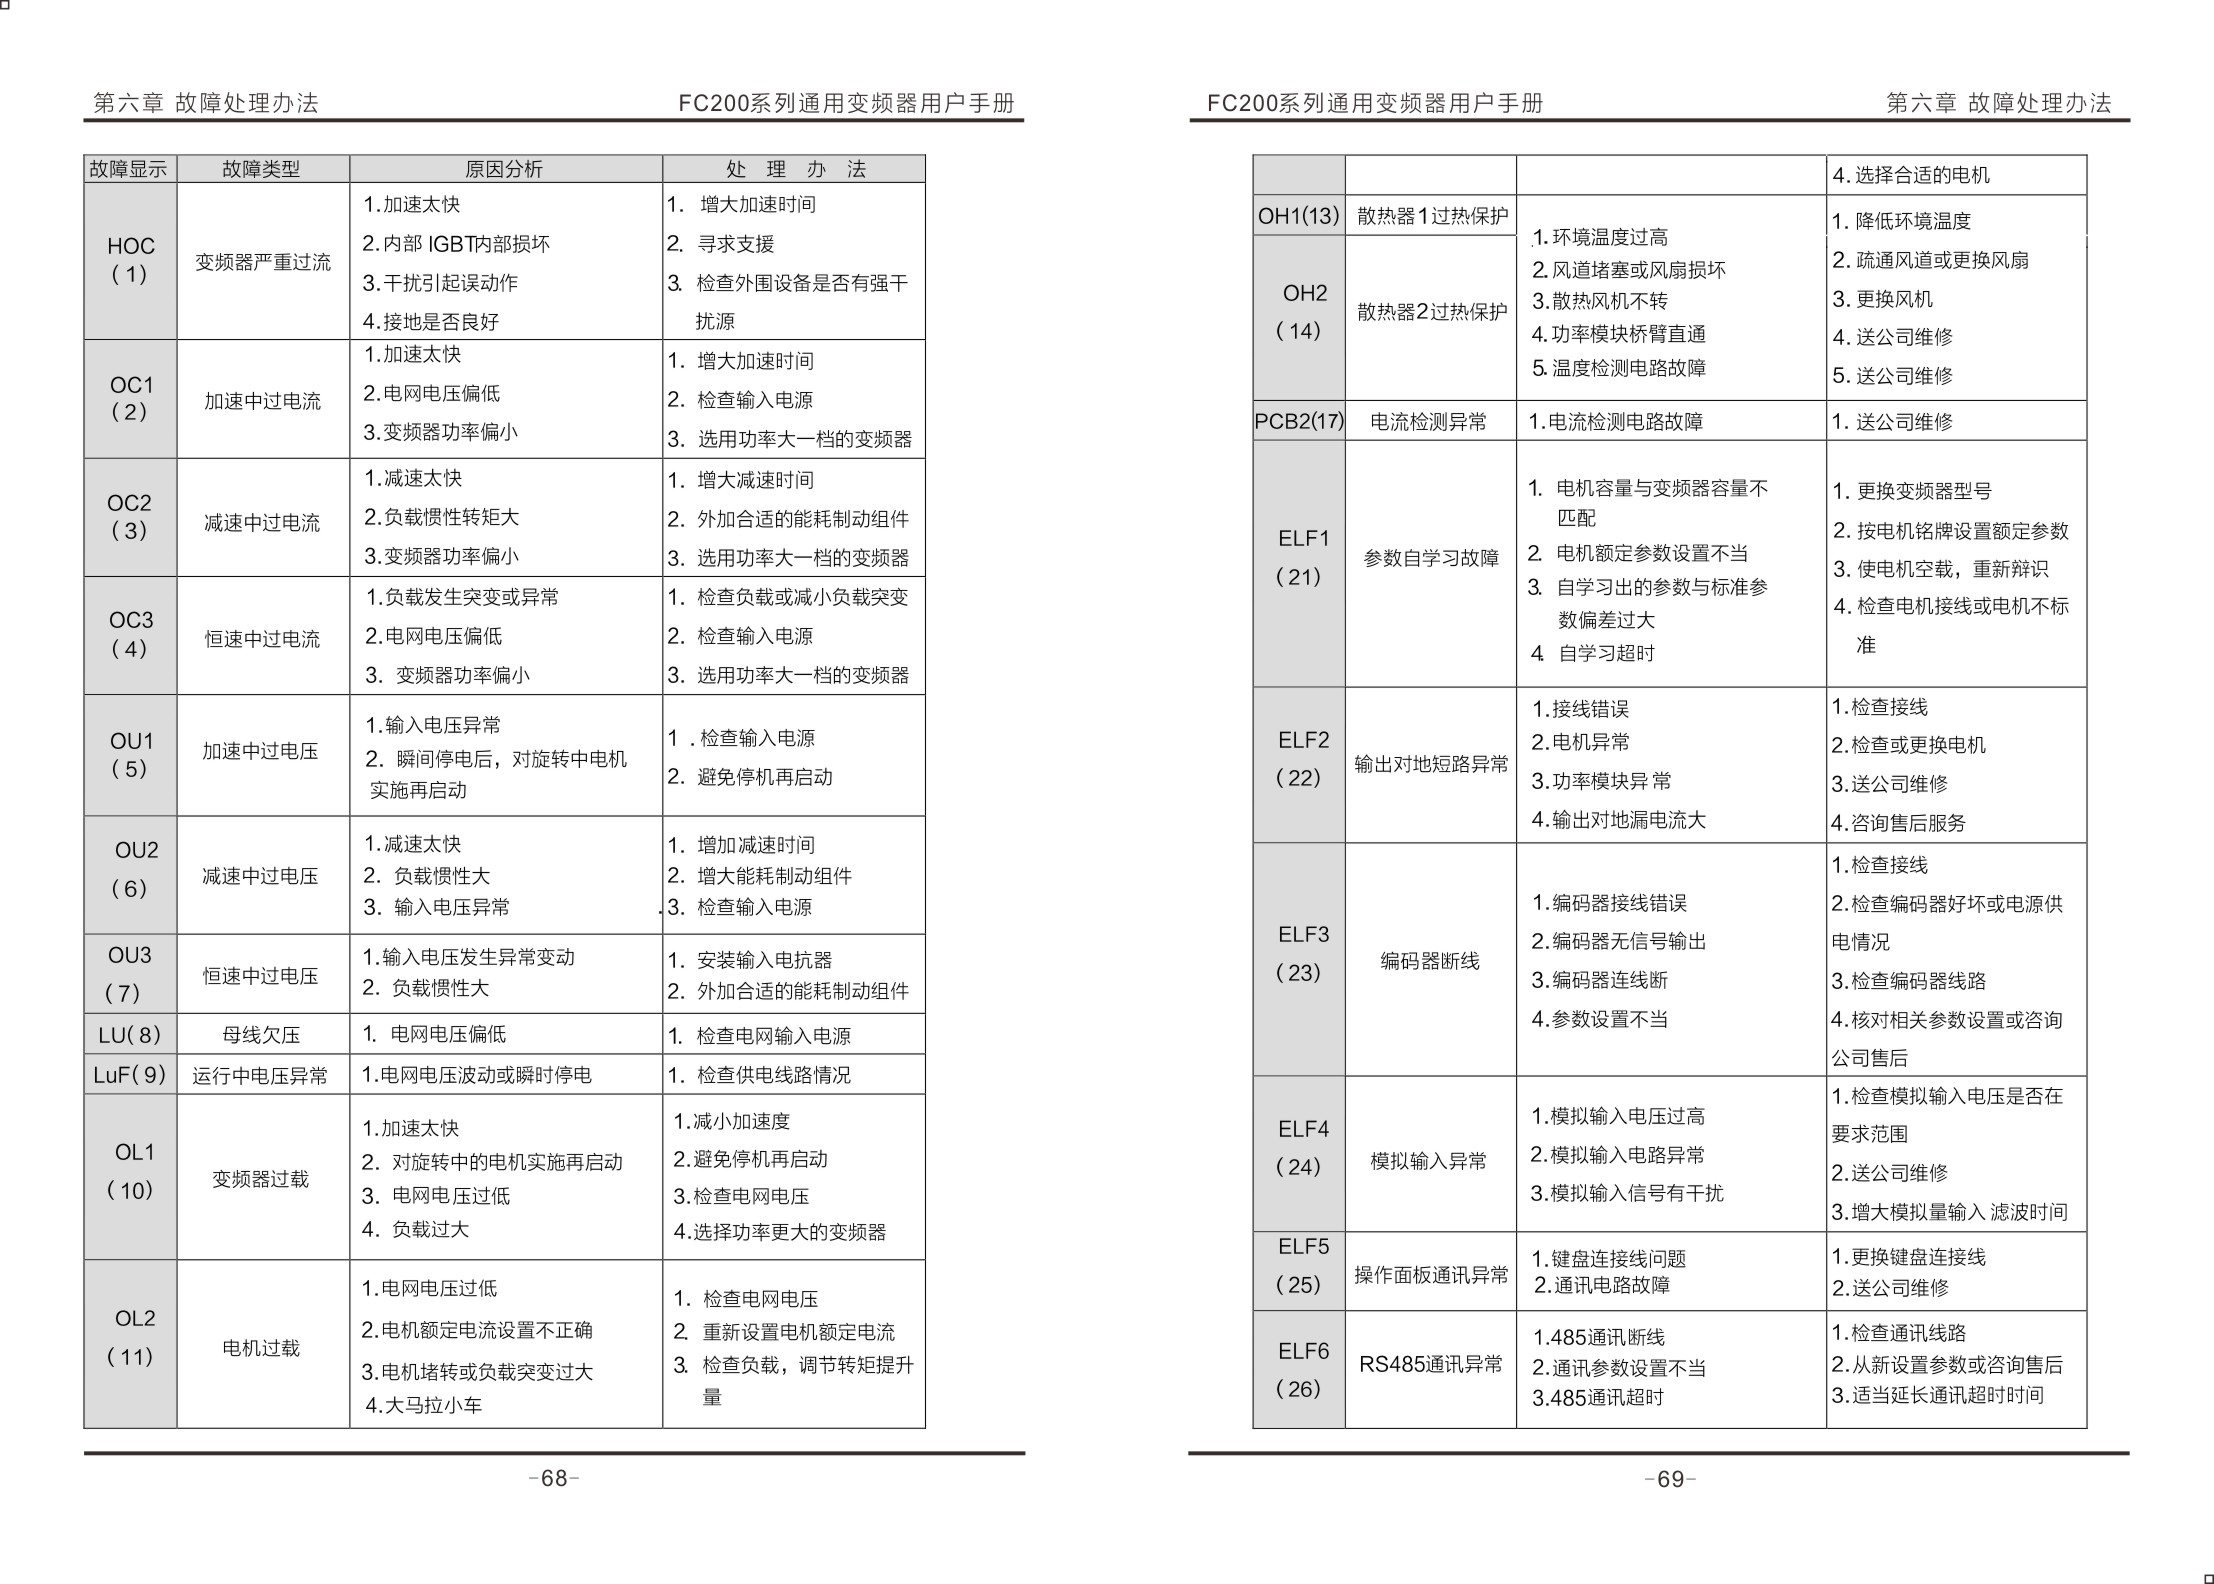 第六章 故障处理办法
FC200系列通用变频器用户手册
故障显示
故障类型
原因分析
处 理 办 法
HOC
(1)
变频器严重过流
1.加速太快
2.内部 IGBT内部损坏
3.干扰引起误动作
4.接地是否良好
1. 增大加速时间
2. 寻求支援
3. 检查外围设备是否有强干
扰源
OC1
(2)
加速中过电流
1.加速太快
2.电网电压偏低
3.变频器功率偏小
1. 增大加速时间
2. 检查输入电源
3. 选用功率大一档的变频器
OC2
(3)
减速中过电流
1.减速太快
2.负载惯性转矩大
3.变频器功率偏小
1. 增大减速时间
2. 外加合适的能耗制动组件
3. 选用功率大一档的变频器
OC3
(4)
恒速中过电流
1.负载发生突变或异常
2.电网电压偏低
3. 变频器功率偏小
1. 检查负载或减小负载突变
2. 检查输入电源
3. 选用功率大一档的变频器
OU1
(5)
加速中过电压
1.输入电压异常
2. 瞬间停电后，对旋转中电机
实施再启动
1 .检查输入电源
2. 避免停机再启动
OU2
(6)
减速中过电压
1.减速太快
2. 负载惯性大
3. 输入电压异常
1. 增加减速时间
2. 增大能耗制动组件
.3. 检查输入电源
OU3
(7)
恒速中过电压
1.输入电压发生异常变动
2. 负载惯性大
1. 安装输入电抗器
2. 外加合适的能耗制动组件
LU(8)
母线欠压
1. 电网电压偏低
1. 检查电网输入电源
LuF(9)
运行中电压异常
1.电网电压波动或瞬时停电
1. 检查供电线路情况
OL1
(10)
变频器过载
1.加速太快
2. 对旋转中的电机实施再启动
3. 电网电压过低
4. 负载过大
1.减小加速度
2.避免停机再启动
3.检查电网电压
4.选择功率更大的变频器
OL2
(11)
电机过载
1.电网电压过低
2.电机额定电流设置不正确
3.电机堵转或负载突变过大
4.大马拉小车
1. 检查电网电压
2. 重新设置电机额定电流
3. 检查负载，调节转矩提升
量
-68-
FC200系列通用变频器用户手册
第六章 故障处理办法
4. 选择合适的电机
OH1(13)
散热器1过热保护
OH2
(14)
散热器2过热保护
1.环境温度过高
2.风道堵塞或风扇损坏
3.散热风机不转
4.功率模块桥臂直通
5.温度检测电路故障
1. 降低环境温度
2. 疏通风道或更换风扇
3. 更换风机
4. 送公司维修
5. 送公司维修
PCB2(17)
电流检测异常
1.电流检测电路故障
1. 送公司维修
ELF1
(21)
参数自学习故障
1. 电机容量与变频器容量不
匹配
2. 电机额定参数设置不当
3. 自学习出的参数与标准参
数偏差过大
4. 自学习超时
1. 更换变频器型号
2. 按电机铭牌设置额定参数
3. 使电机空载，重新辩识
4. 检查电机接线或电机不标
准
ELF2
(22)
输出对地短路异常
1.接线错误
2.电机异常
3.功率模块异 常
4.输出对地漏电流大
1.检查接线
2.检查或更换电机
3.送公司维修
4.咨询售后服务
ELF3
(23)
编码器断线
1.编码器接线错误
2.编码器无信号输出
3.编码器连线断
4.参数设置不当
1.检查接线
2.检查编码器好坏或电源供
电情况
3.检查编码器线路
4.核对相关参数设置或咨询
公司售后
ELF4
(24)
模拟输入异常
1.模拟输入电压过高
2.模拟输入电路异常
3.模拟输入信号有干扰
1.检查模拟输入电压是否在
要求范围
2.送公司维修
3.增大模拟量输入 滤波时间
ELF5
(25)
操作面板通讯异常
1.键盘连接线问题
2.通讯电路故障
1.更换键盘连接线
2.送公司维修
ELF6
(26)
RS485通讯异常
1.485通讯断线
2.通讯参数设置不当
3.485通讯超时
1.检查通讯线路
2.从新设置参数或咨询售后
3.适当延长通讯超时时间
-69-